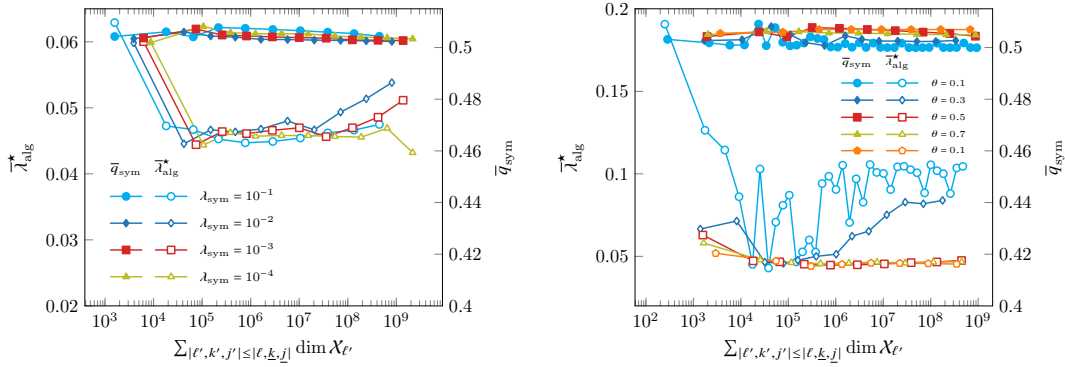 0.06
0.05
0.04
0.03
0.02
0.5
0.48
0.46
0.44
0.42
0.4
10³ 10⁴ 10⁵ 10⁶ 10⁷ 10⁸ 10⁹
λ̄★alg
q̄sym
q̄sym λ̄★alg
λsym = 10⁻¹
λsym = 10⁻²
λsym = 10⁻³
λsym = 10⁻⁴
∑|ℓ′,k′,j′|≤|ℓ,k,j| dim 𝒳ℓ′
0.2
0.15
0.1
0.05
0
0.5
0.48
0.46
0.44
0.42
0.4
10² 10³ 10⁴ 10⁵ 10⁶ 10⁷ 10⁸ 10⁹
λ̄★alg
q̄sym
q̄sym λ̄★alg
θ = 0.1
θ = 0.3
θ = 0.5
θ = 0.7
θ = 0.1
∑|ℓ′,k′,j′|≤|ℓ,k,j| dim 𝒳ℓ′